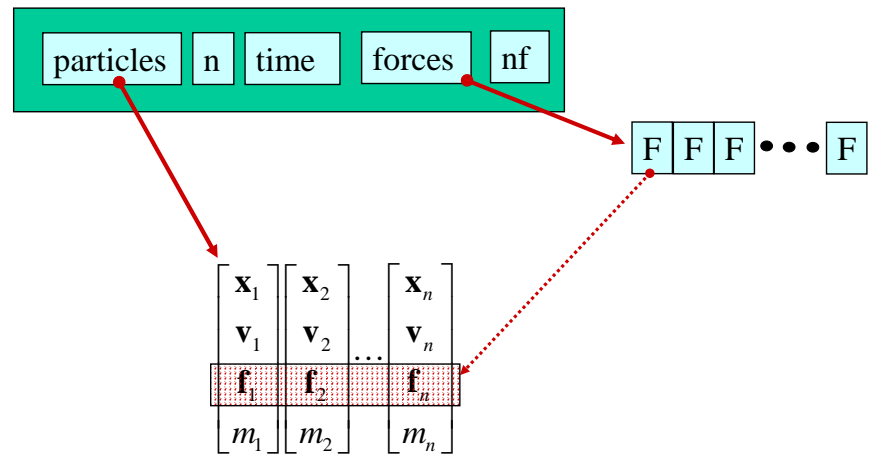 particles n time forces nf
F F F ••• F
x₁ x₂ xₙ
v₁ v₂ vₙ
...
f₁ f₂ fₙ
m₁ m₂ mₙ